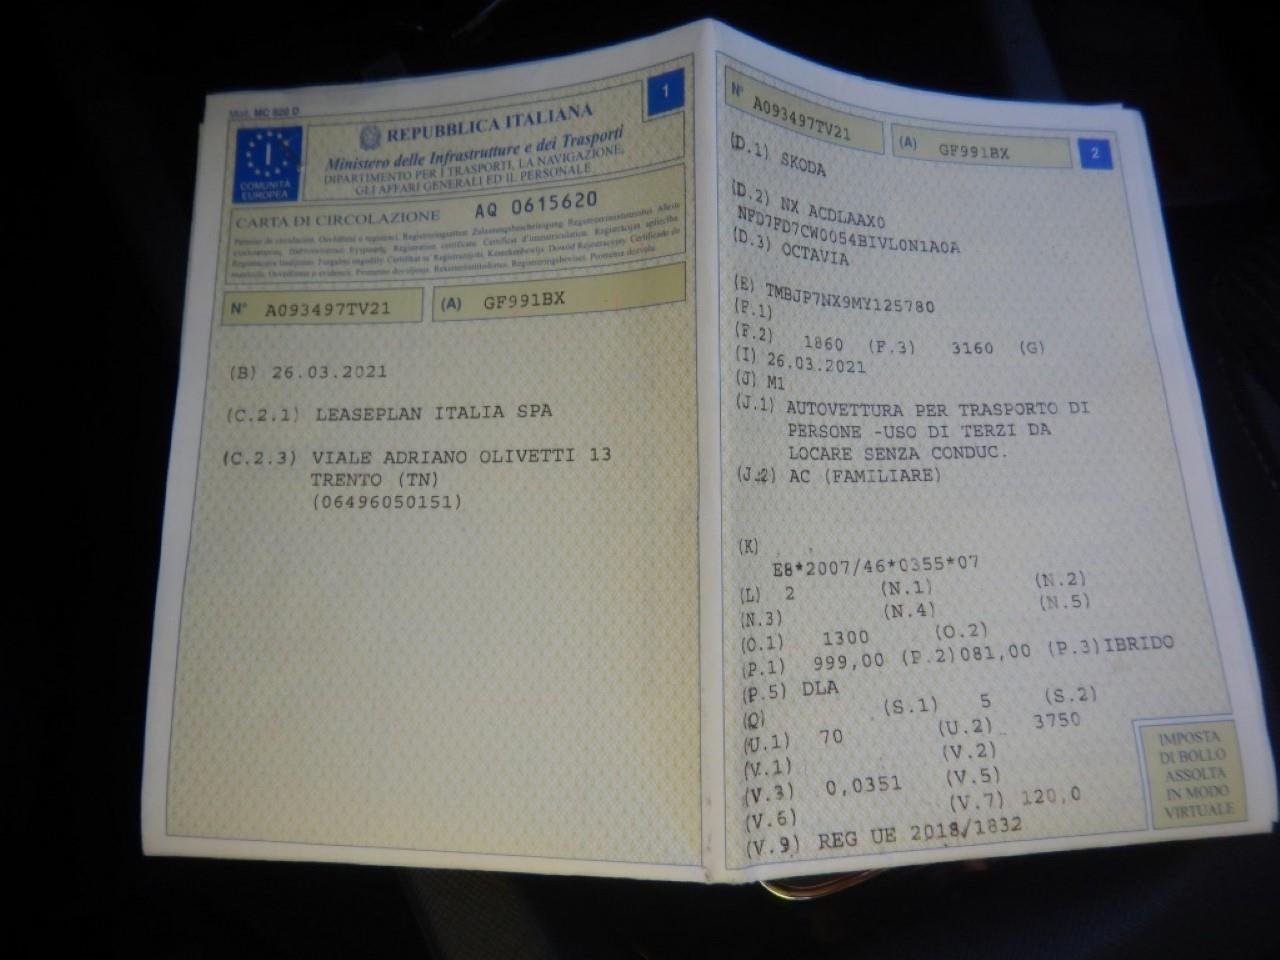 Mod. MC 820 D
1
REPUBBLICA ITALIANA
Ministero delle Infrastrutture e dei Trasporti
DIPARTIMENTO PER I TRASPORTI, LA NAVIGAZIONE,
GLI AFFARI GENERALI ED IL PERSONALE
I
COMUNITÀ
EUROPEA
CARTA DI CIRCOLAZIONE AQ 0615620
N° A093497TV21 (A) GF991BX
(B) 26.03.2021
(C.2.1) LEASEPLAN ITALIA SPA
(C.2.3) VIALE ADRIANO OLIVETTI 13
TRENTO (TN)
(06496050151)
N° A093497TV21 (A) GF991BX 2
(D.1) SKODA
(D.2) NX ACDLAAX0
NFD7FD7CW0054BIVLON1A0A
(D.3) OCTAVIA
(E) TMBJP7NX9MY125780
(F.1)
(F.2) 1860 (F.3) 3160 (G)
(I) 26.03.2021
(J) M1
(J.1) AUTOVETTURA PER TRASPORTO DI
PERSONE -USO DI TERZI DA
LOCARE SENZA CONDUC.
(J.2) AC (FAMILIARE)
(K)
E8*2007/46*0355*07
(L) 2 (N.1) (N.2)
(N.3) (N.4) (N.5)
(O.1) 1300 (O.2)
(P.1) 999,00 (P.2)081,00 (P.3)IBRIDO
(P.5) DLA
(Q) (S.1) 5 (S.2)
(U.1) 70 (U.2) 3750
(V.1) (V.2)
(V.3) 0,0351 (V.5)
(V.6) (V.7) 120,0
(V.9) REG UE 2018/1832
IMPOSTA
DI BOLLO
ASSOLTA
IN MODO
VIRTUALE